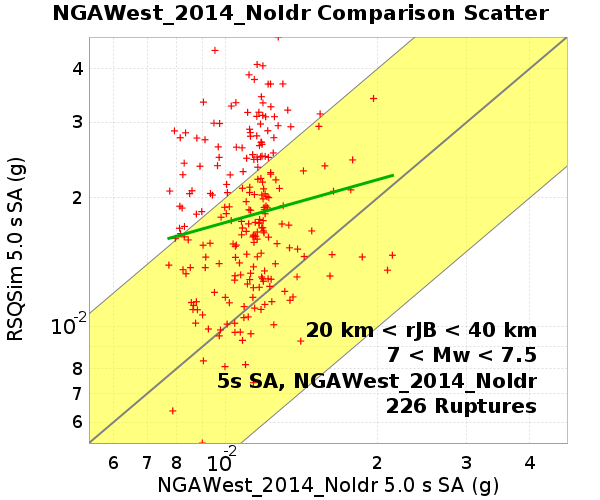 NGAWest_2014_NoIdr Comparison Scatter
RSQSim 5.0 s SA (g)
4
3
2
10-2
8
7
6
20 km < rJB < 40 km
7 < Mw < 7.5
5s SA, NGAWest_2014_NoIdr
226 Ruptures
6 7 8 10-2 2 3 4
NGAWest_2014_NoIdr 5.0 s SA (g)